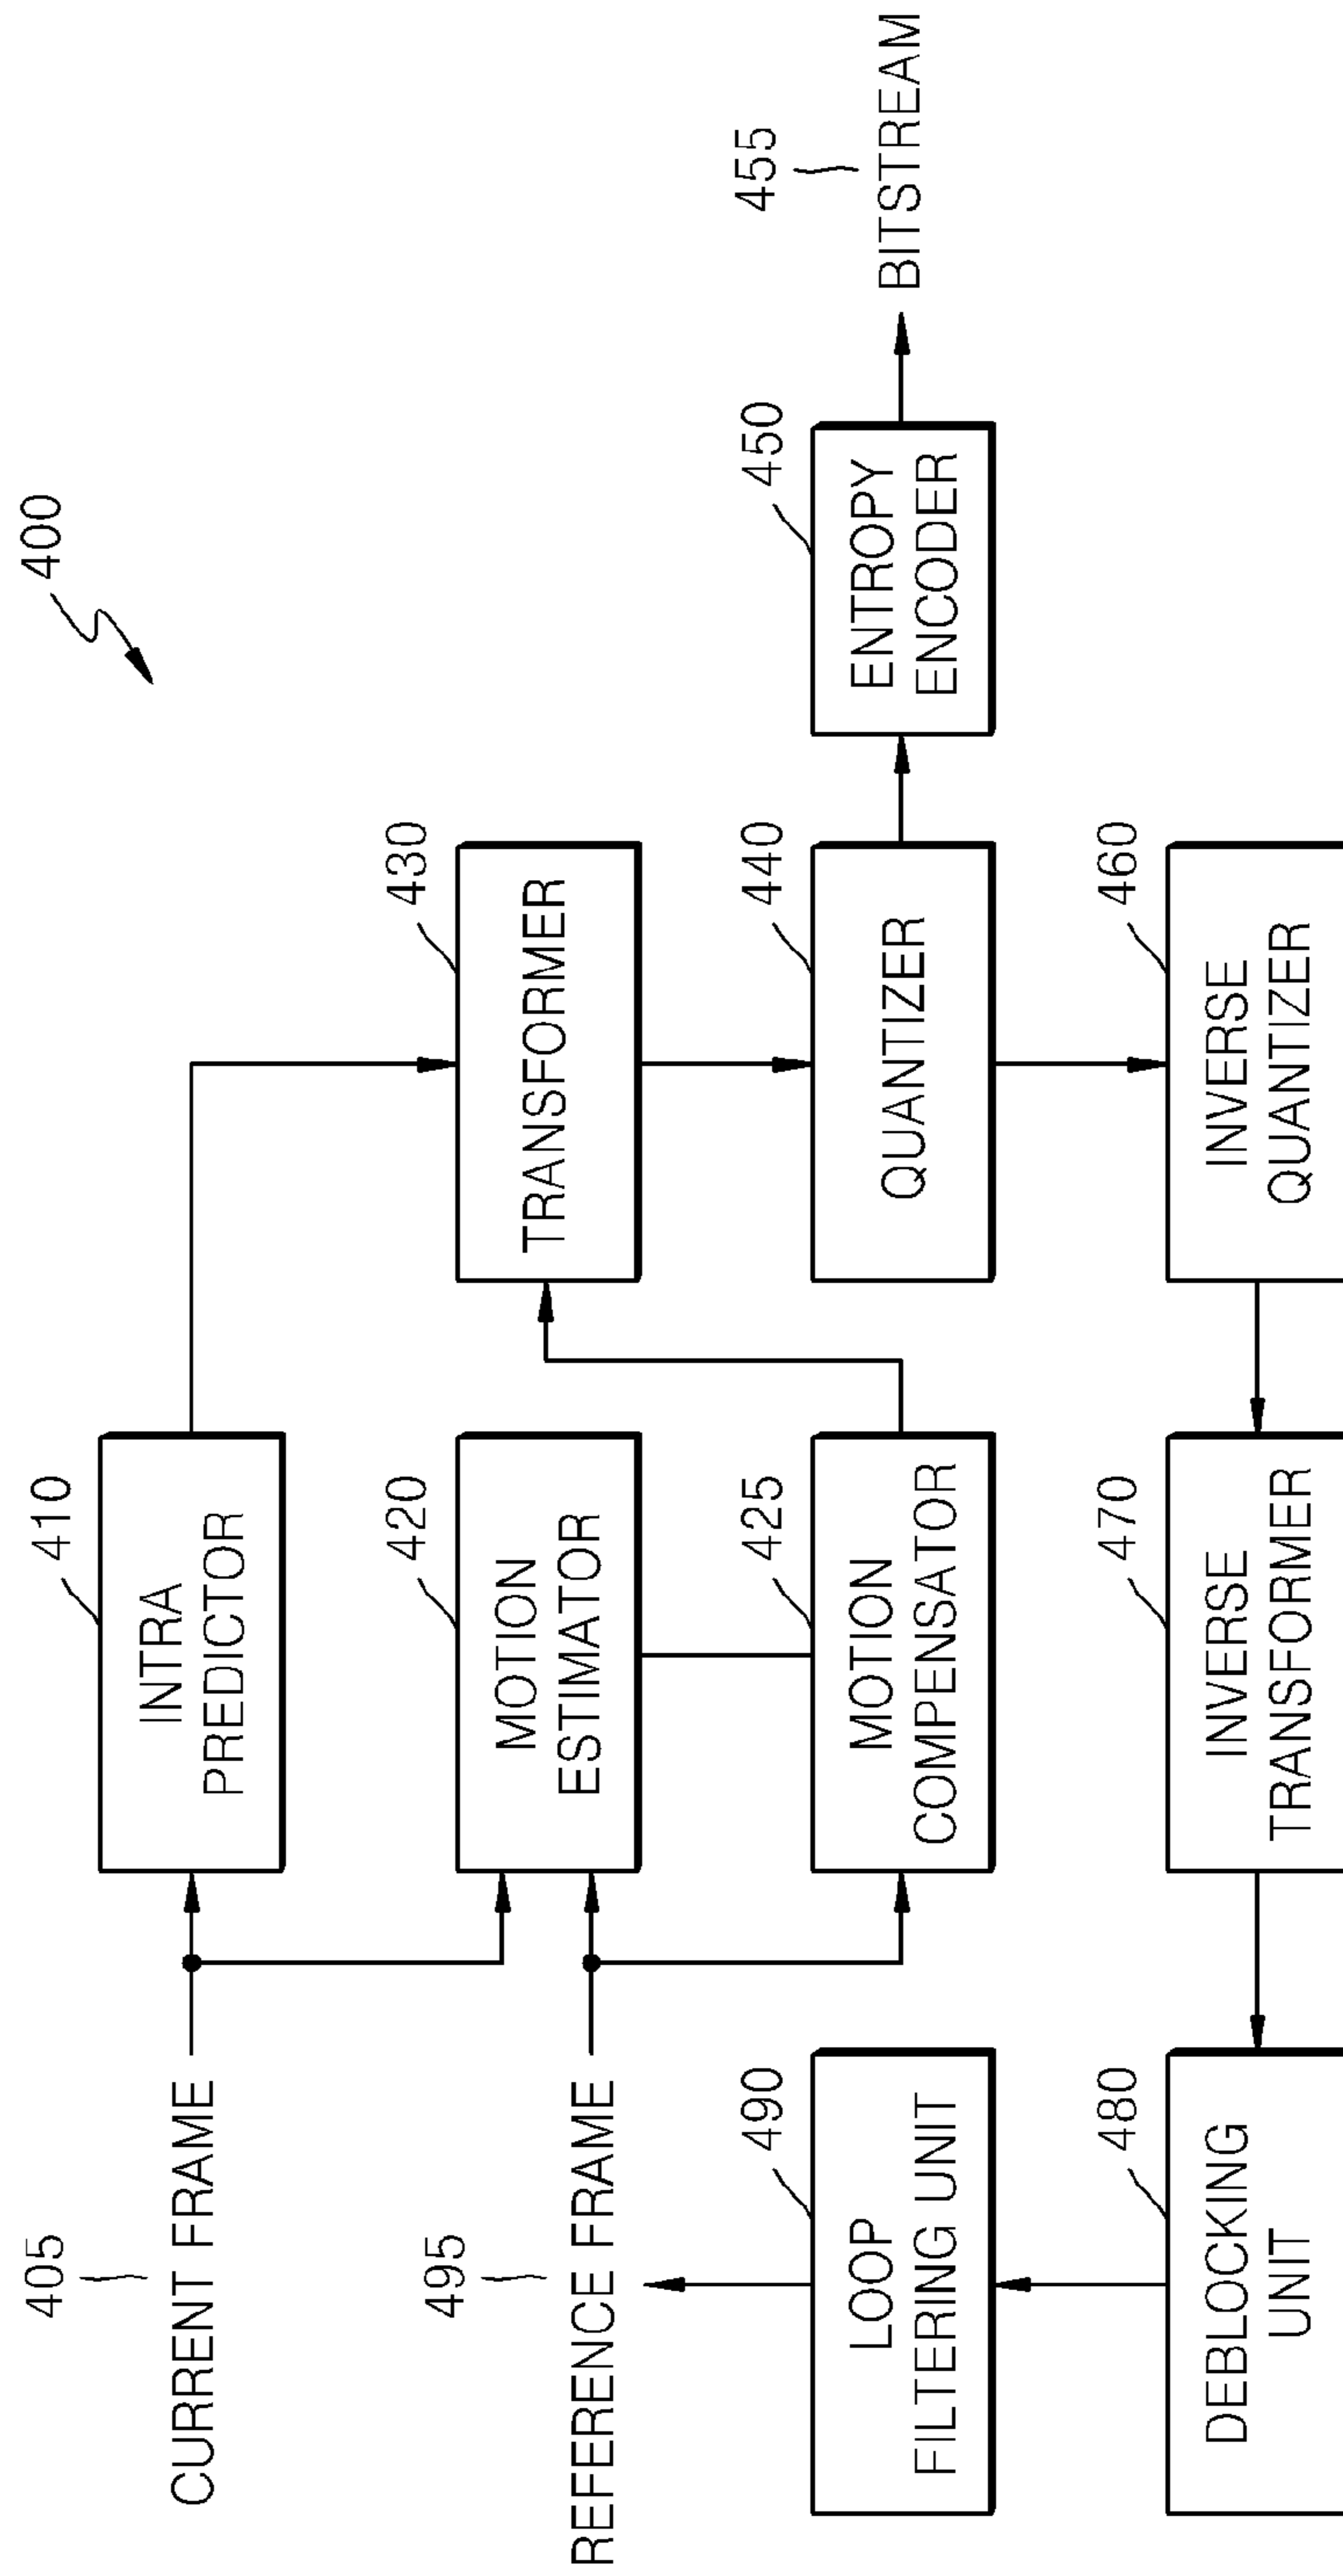 400
405
CURRENT FRAME
410
INTRA
PREDICTOR
495
REFERENCE FRAME
420
MOTION
ESTIMATOR
430
TRANSFORMER
490
LOOP
FILTERING UNIT
425
MOTION
COMPENSATOR
440
QUANTIZER
450
ENTROPY
ENCODER
455
BITSTREAM
480
DEBLOCKING
UNIT
470
INVERSE
TRANSFORMER
460
INVERSE
QUANTIZER